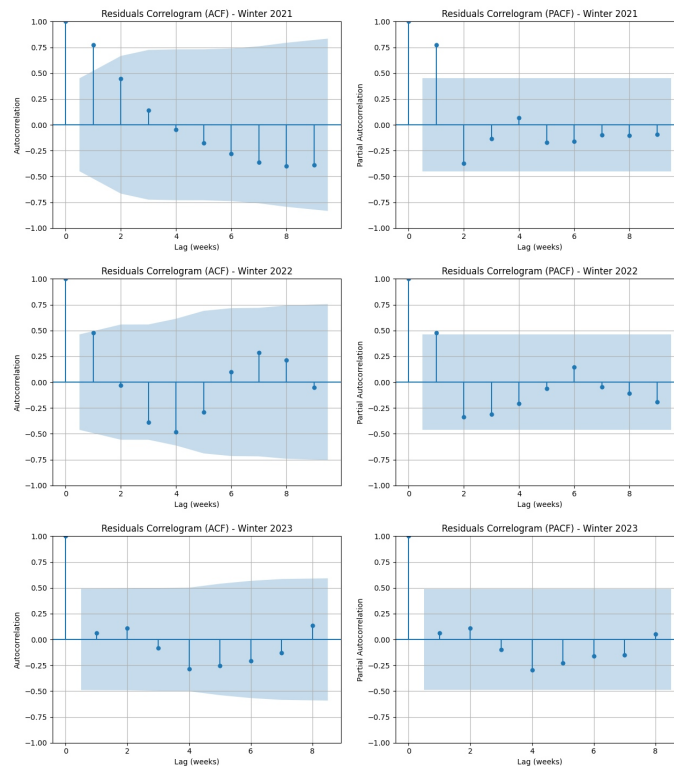 Residuals Correlogram (ACF) - Winter 2021
1.00
0.75
0.50
0.25
0.00
−0.25
−0.50
−0.75
−1.00
Autocorrelation
0 2 4 6 8
Lag (weeks)
Residuals Correlogram (PACF) - Winter 2021
1.00
0.75
0.50
0.25
0.00
−0.25
−0.50
−0.75
−1.00
Partial Autocorrelation
0 2 4 6 8
Lag (weeks)
Residuals Correlogram (ACF) - Winter 2022
1.00
0.75
0.50
0.25
0.00
−0.25
−0.50
−0.75
−1.00
Autocorrelation
0 2 4 6 8
Lag (weeks)
Residuals Correlogram (PACF) - Winter 2022
1.00
0.75
0.50
0.25
0.00
−0.25
−0.50
−0.75
−1.00
Partial Autocorrelation
0 2 4 6 8
Lag (weeks)
Residuals Correlogram (ACF) - Winter 2023
1.00
0.75
0.50
0.25
0.00
−0.25
−0.50
−0.75
−1.00
Autocorrelation
0 2 4 6 8
Lag (weeks)
Residuals Correlogram (PACF) - Winter 2023
1.00
0.75
0.50
0.25
0.00
−0.25
−0.50
−0.75
−1.00
Partial Autocorrelation
0 2 4 6 8
Lag (weeks)